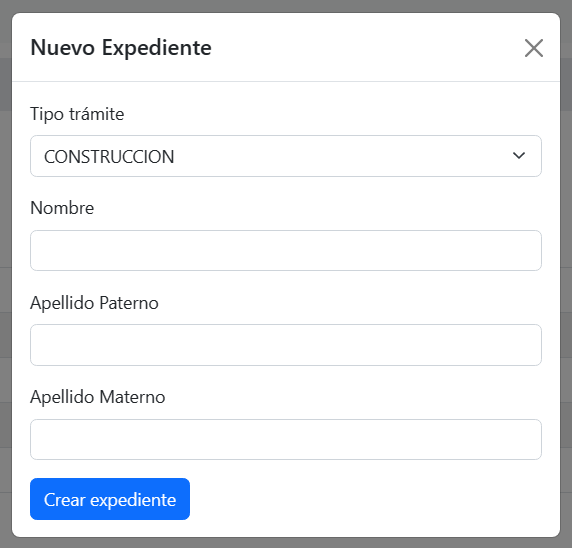 Nuevo Expediente
Tipo trámite
CONSTRUCCION
Nombre
Apellido Paterno
Apellido Materno
Crear expediente